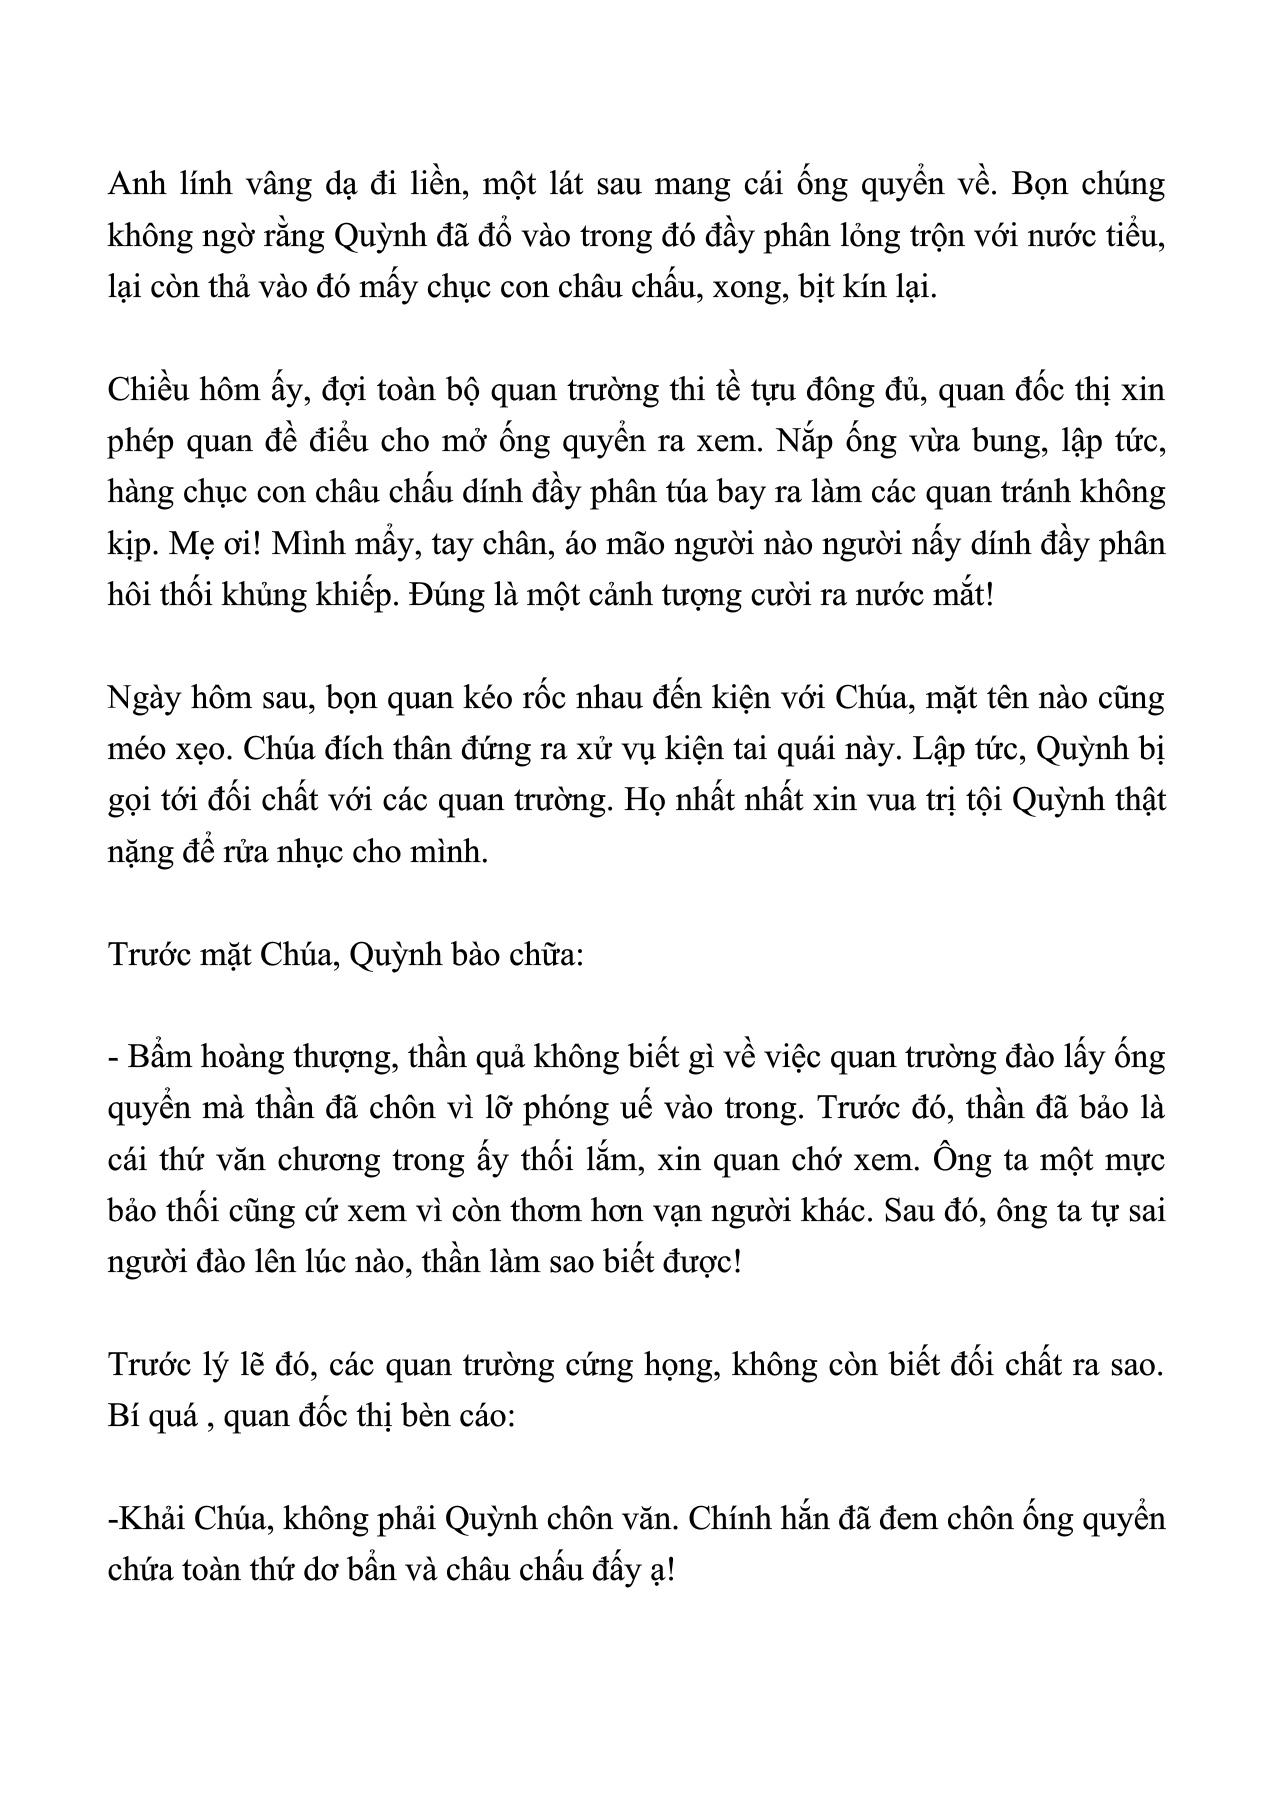 Anh lính vâng dạ đi liền, một lát sau mang cái ống quyển về. Bọn chúng
không ngờ rằng Quỳnh đã đổ vào trong đó đầy phân lỏng trộn với nước tiểu,
lại còn thả vào đó mấy chục con châu chấu, xong, bịt kín lại.
Chiều hôm ấy, đợi toàn bộ quan trường thi tề tựu đông đủ, quan đốc thị xin
phép quan đề điểu cho mở ống quyển ra xem. Nắp ống vừa bung, lập tức,
hàng chục con châu chấu dính đầy phân túa bay ra làm các quan tránh không
kịp. Mẹ ơi! Mình mẩy, tay chân, áo mão người nào người nấy dính đầy phân
hôi thối khủng khiếp. Đúng là một cảnh tượng cười ra nước mắt!
Ngày hôm sau, bọn quan kéo rốc nhau đến kiện với Chúa, mặt tên nào cũng
méo xẹo. Chúa đích thân đứng ra xử vụ kiện tai quái này. Lập tức, Quỳnh bị
gọi tới đối chất với các quan trường. Họ nhất nhất xin vua trị tội Quỳnh thật
nặng để rửa nhục cho mình.
Trước mặt Chúa, Quỳnh bào chữa:
- Bẩm hoàng thượng, thần quả không biết gì về việc quan trường đào lấy ống
quyển mà thần đã chôn vì lỡ phóng uế vào trong. Trước đó, thần đã bảo là
cái thứ văn chương trong ấy thối lắm, xin quan chớ xem. Ông ta một mực
bảo thối cũng cứ xem vì còn thơm hơn vạn người khác. Sau đó, ông ta tự sai
người đào lên lúc nào, thần làm sao biết được!
Trước lý lẽ đó, các quan trường cứng họng, không còn biết đối chất ra sao.
Bí quá , quan đốc thị bèn cáo:
-Khải Chúa, không phải Quỳnh chôn văn. Chính hắn đã đem chôn ống quyển
chứa toàn thứ dơ bẩn và châu chấu đấy ạ!